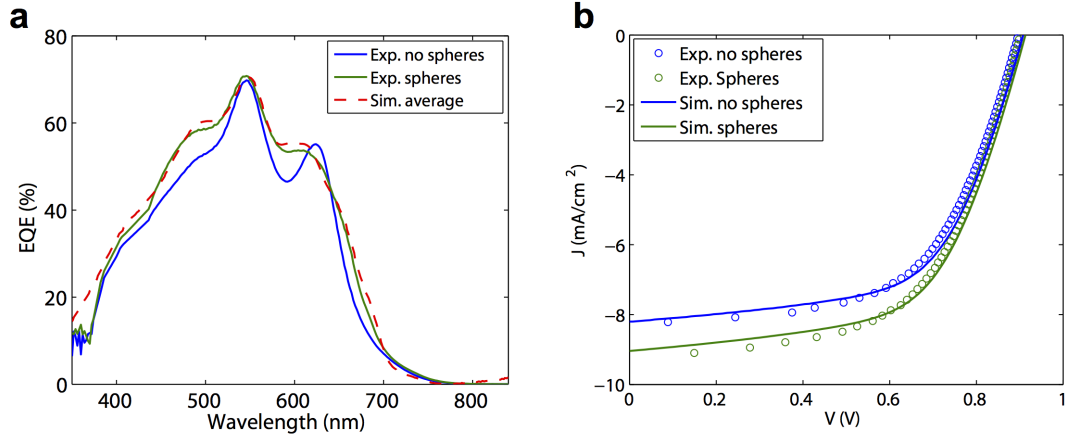 a
80
60
40
20
0
EQE (%)
Exp. no spheres
Exp. spheres
Sim. average
400 500 600 700 800
Wavelength (nm)
b
0
−2
−4
−6
−8
−10
J (mA/cm²)
Exp. no spheres
Exp. Spheres
Sim. no spheres
Sim. spheres
0 0.2 0.4 0.6 0.8 1
V (V)